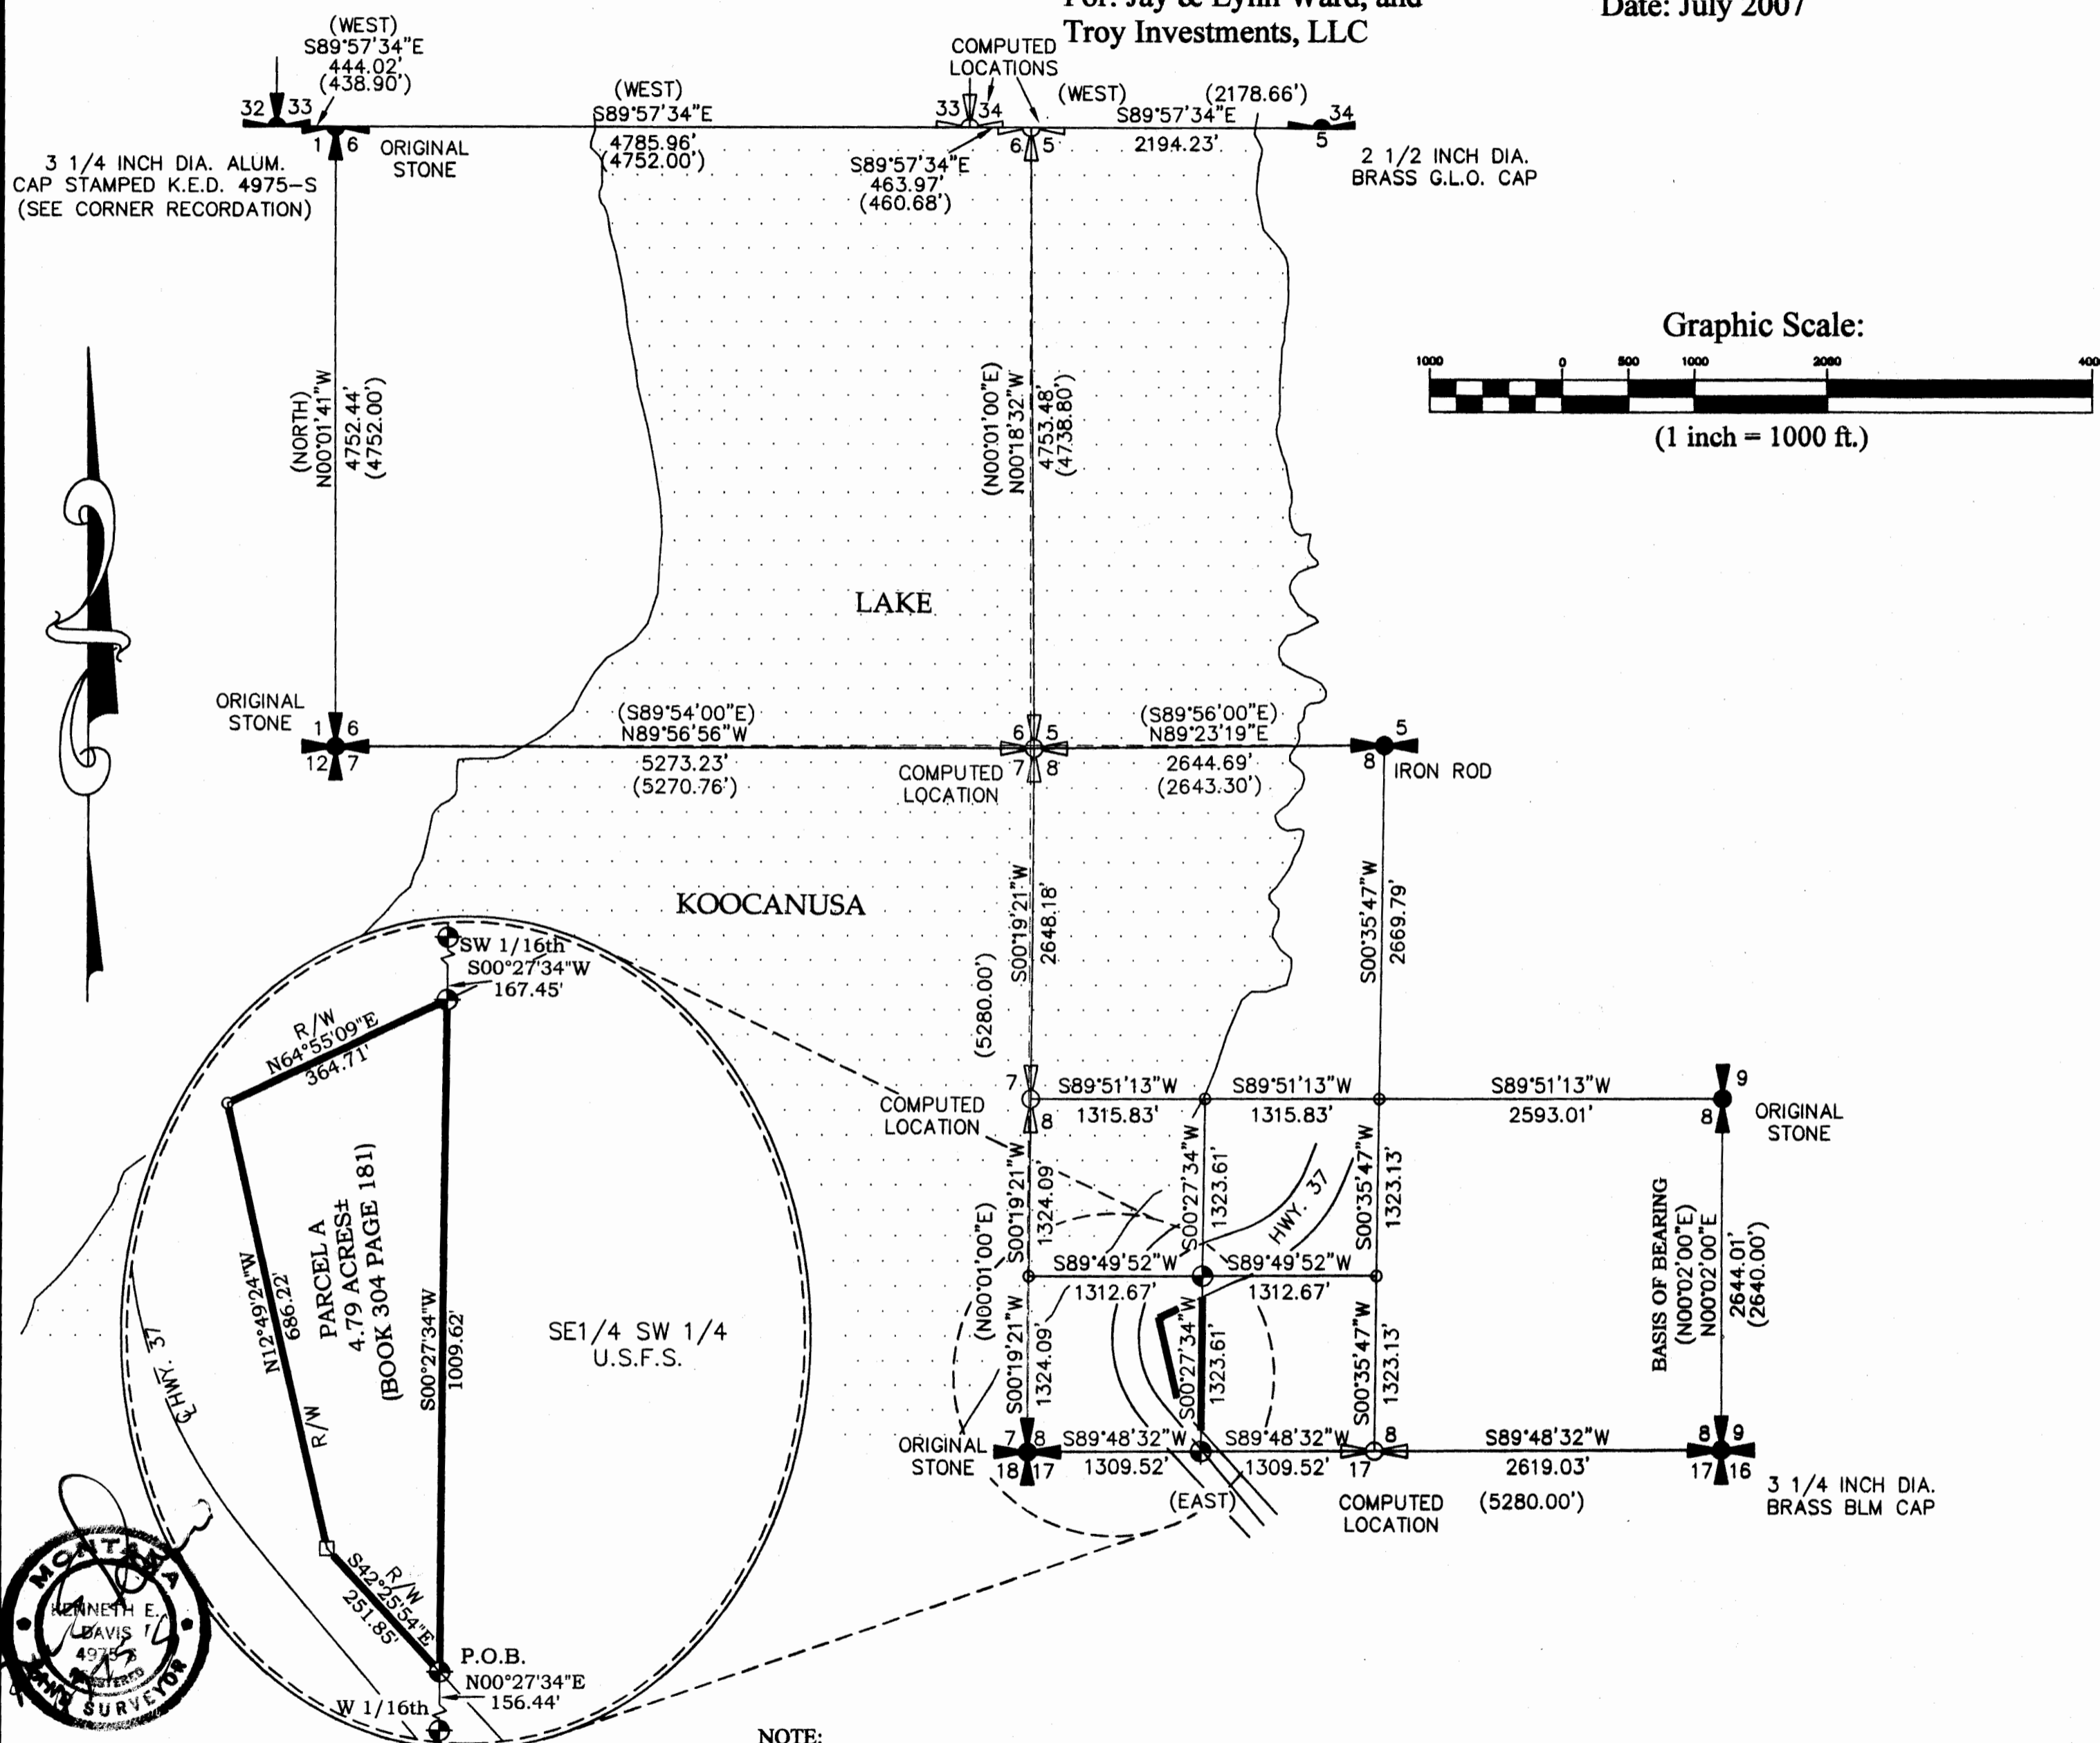 For: Jay & Lynn Ward, and
Troy Investments, LLC
Date: July 2007
(WEST)
S89°57'34"E
444.02'
(438.90')
32 33
1 6
ORIGINAL
STONE
3 1/4 INCH DIA. ALUM.
CAP STAMPED K.E.D. 4975-S
(SEE CORNER RECORDATION)
(WEST)
S89°57'34"E
4785.96'
(4752.00')
COMPUTED
LOCATIONS
33 34
6 5
S89°57'34"E
463.97'
(460.68')
(WEST)
(2178.66')
S89°57'34"E
2194.23'
34
5
2 1/2 INCH DIA.
BRASS G.L.O. CAP
Graphic Scale:
1000 0 500 1000 2000
(1 inch = 1000 ft.)
(NORTH)
N00°01'41"W
4752.44'
(4752.00')
(N00°01'00"E)
N00°18'32"W
4753.48'
(4738.80')
LAKE
ORIGINAL
STONE
1 6
12 7
(S89°54'00"E)
N89°56'56"W
5273.23'
(5270.76')
6 5
7 8
COMPUTED
LOCATION
(S89°56'00"E)
N89°23'19"E
2644.69'
(2643.30')
5
8
IRON ROD
KOOCANUSA
S00°19'21"W
2648.18'
(5280.00')
S00°35'47"W
2669.79'
SW 1/16th
S00°27'34"W
167.45'
R/W
N64°55'09"E
364.71'
N12°49'24"W
686.22'
R/W
PARCEL A
4.79 ACRES±
(BOOK 304 PAGE 181)
S00°27'34"W
1009.62'
SE1/4 SW 1/4
U.S.F.S.
HWY. 37
R/W
S42°25'54"E
251.85'
P.O.B.
N00°27'34"E
156.44'
W 1/16th
COMPUTED
LOCATION
7
8
S89°51'13"W
1315.83'
S89°51'13"W
1315.83'
S89°51'13"W
2593.01'
9
8
ORIGINAL
STONE
S00°19'21"W
1324.09'
S00°27'34"W
1323.61'
HWY. 37
S00°35'47"W
1323.13'
(N00°01'00"E)
S89°49'52"W
1312.67'
S89°49'52"W
1312.67'
S00°19'21"W
1324.09'
S00°27'34"W
1323.61'
S00°35'47"W
1323.13'
BASIS OF BEARING
(N00°02'00"E)
N00°02'00"E
2644.01'
(2640.00')
ORIGINAL
STONE
7 8
18 17
S89°48'32"W
1309.52'
S89°48'32"W
1309.52'
(EAST)
8
17
COMPUTED
LOCATION
S89°48'32"W
2619.03'
(5280.00')
8 9
17 16
3 1/4 INCH DIA.
BRASS BLM CAP
MONTANA
KENNETH E.
DAVIS
4975-S
REGISTERED
LAND SURVEYOR
NOTE: